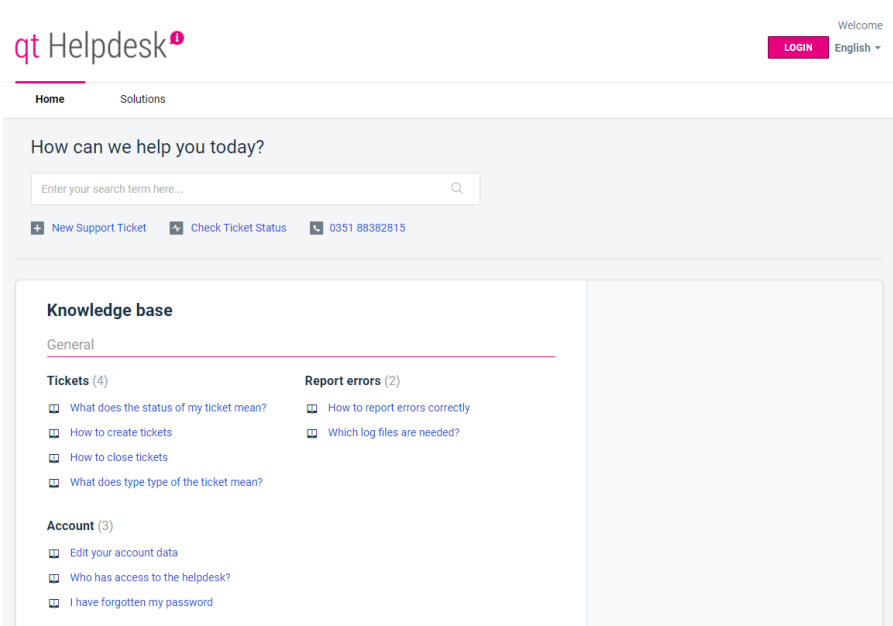 Welcome
qt Helpdesk i
LOGIN English
Home Solutions
How can we help you today?
Enter your search term here...
New Support Ticket Check Ticket Status 0351 88382815
Knowledge base
General
Tickets (4)
What does the status of my ticket mean?
How to create tickets
How to close tickets
What does type type of the ticket mean?
Report errors (2)
How to report errors correctly
Which log files are needed?
Account (3)
Edit your account data
Who has access to the helpdesk?
I have forgotten my password